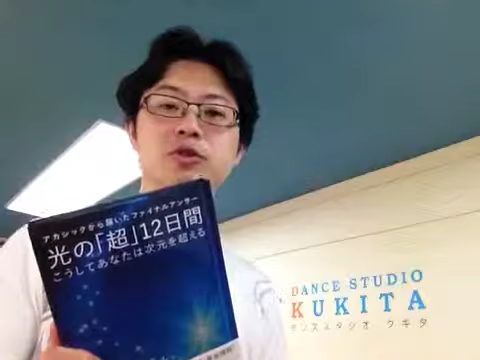 アカシックから届いたファイナルアンサー
光の「超」12日間
こうしてあなたは次元を超える
DANCE STUDIO
KUKITA
ダンススタジオ クキタ